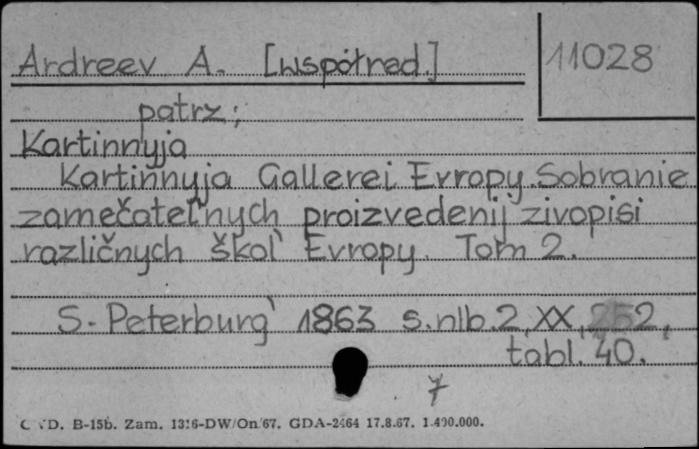 Ardreev A. [współred.]
11028
patrz;
Kartinnyja
Kartinnyja Gallerei Evropy. Sobranie
zamečatel'nych proizvedenij živopisi
različnych škol' Evropy. Tom 2.
S. Peterburg' 1863 s. nlb. 2, XX, 252,
tabl. 40.
7
D. B-15b. Zam. 1316-DW/On/67. GDA-2464 17.8.67. 1.400.000.